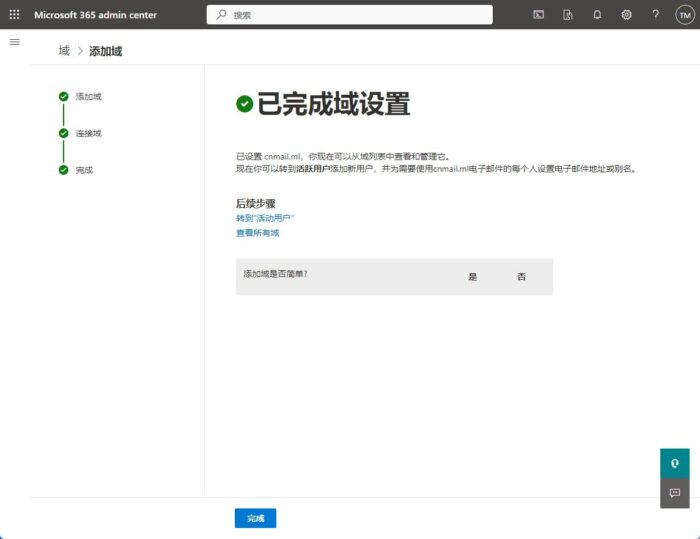 Microsoft 365 admin center
搜索
TM
域 > 添加域
添加域
连接域
完成
已完成域设置
已设置 cnmail.ml，你现在可以从域列表中查看和管理它。
现在你可以转到活跃用户添加新用户，并为需要使用cnmail.ml电子邮件的每个人设置电子邮件地址或别名。
后续步骤
转到“活动用户”
查看所有域
添加域是否简单? 是 否
完成